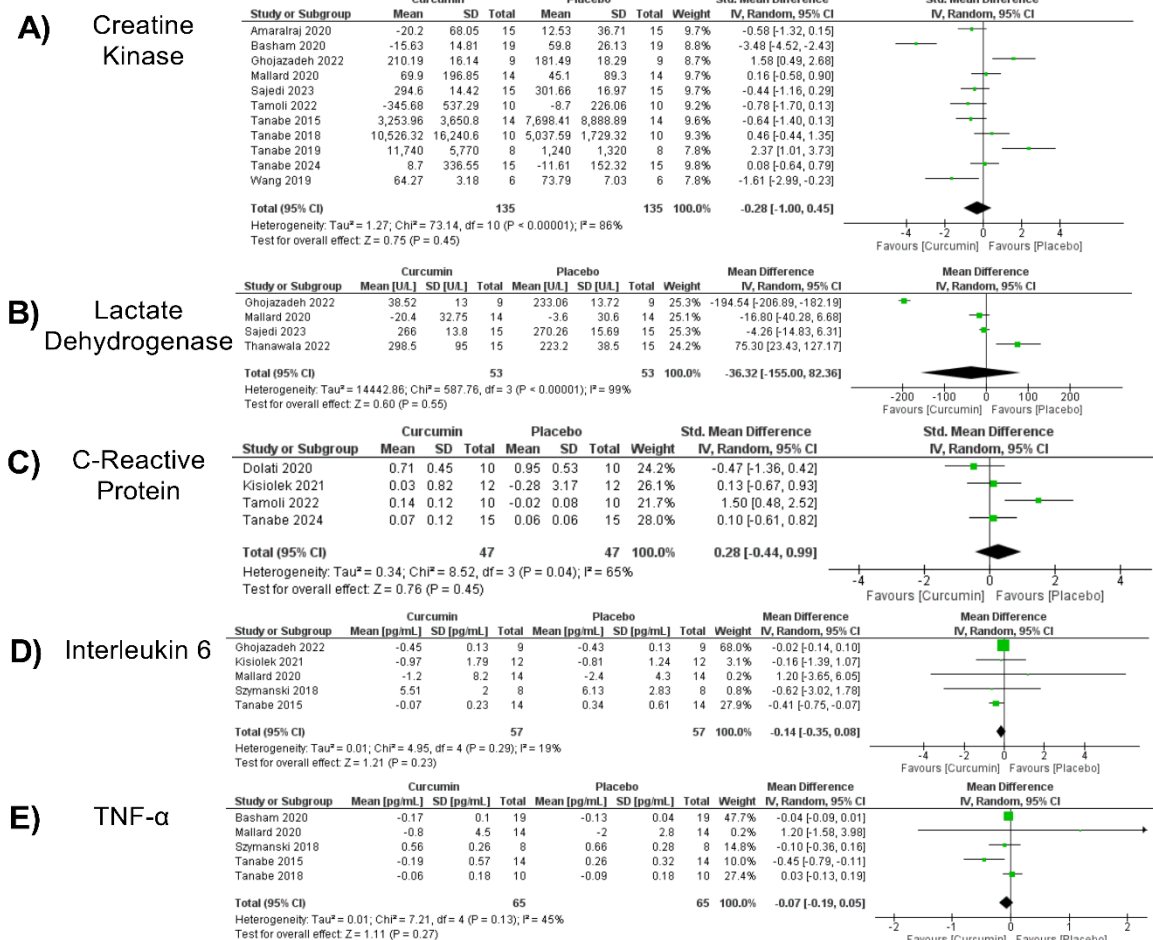 A) Creatine Kinase
Curcumin Placebo Std. Mean Difference Std. Mean Difference
Study or Subgroup Mean SD Total Mean SD Total Weight IV, Random, 95% CI IV, Random, 95% CI
Amaralraj 2020 -20.2 68.05 15 12.53 36.71 15 9.7% -0.58 [-1.32, 0.15]
Basham 2020 -15.63 14.81 19 59.8 26.13 19 9.0% -3.48 [-4.52, -2.43]
Ghojazadeh 2022 210.19 16.14 9 181.49 18.29 9 8.8% 1.58 [0.49, 2.68]
Mallard 2020 69.9 196.85 14 45.1 89.3 14 9.7% 0.16 [-0.58, 0.90]
Sajedi 2023 294.6 14.42 15 301.66 16.97 15 9.7% -0.44 [-1.16, 0.29]
Tamoli 2022 -345.68 537.29 10 -8.7 226.06 10 9.3% -0.78 [-1.70, 0.13]
Tanabe 2015 3,253.96 3,650.8 14 7,698.41 8,888.89 14 9.6% -0.64 [-1.40, 0.13]
Tanabe 2018 10,526.32 16,240.6 10 5,037.59 1,729.32 10 9.3% 0.46 [-0.44, 1.35]
Tanabe 2019 11,740 5,770 8 1,240 1,320 8 7.8% 2.37 [1.01, 3.73]
Tanabe 2024 8.7 336.55 15 -11.61 152.32 15 9.7% 0.08 [-0.64, 0.79]
Wang 2019 64.27 3.18 6 73.79 7.03 6 7.8% -1.61 [-2.99, -0.23]
Total (95% CI) 135 135 100.0% -0.28 [-1.00, 0.45]
Heterogeneity: Tau² = 1.27; Chi² = 73.14, df = 10 (P < 0.00001); I² = 86%
Test for overall effect: Z = 0.75 (P = 0.45)
-4 -2 0 2 4
Favours [Curcumin] Favours [Placebo]
B) Lactate Dehydrogenase
Curcumin Placebo Mean Difference Mean Difference
Study or Subgroup Mean [U/L] SD [U/L] Total Mean [U/L] SD [U/L] Total Weight IV, Random, 95% CI IV, Random, 95% CI
Ghojazadeh 2022 38.52 13 9 233.06 13.72 9 25.3% -194.54 [-206.89, -182.19]
Mallard 2020 -20.4 32.75 14 -3.6 30.6 14 25.1% -16.80 [-40.28, 6.68]
Sajedi 2023 266 13.8 15 270.26 15.69 15 25.3% -4.26 [-14.83, 6.31]
Thanawala 2022 298.5 95 15 223.2 38.5 15 24.2% 75.30 [23.43, 127.17]
Total (95% CI) 53 53 100.0% -36.32 [-155.00, 82.36]
Heterogeneity: Tau² = 14442.86; Chi² = 587.76, df = 3 (P < 0.00001); I² = 99%
Test for overall effect: Z = 0.60 (P = 0.55)
-200 -100 0 100 200
Favours [Curcumin] Favours [Placebo]
C) C-Reactive Protein
Curcumin Placebo Std. Mean Difference Std. Mean Difference
Study or Subgroup Mean SD Total Mean SD Total Weight IV, Random, 95% CI IV, Random, 95% CI
Dolati 2020 0.71 0.45 10 0.95 0.53 10 24.2% -0.47 [-1.36, 0.42]
Kisiolek 2021 0.03 0.82 12 -0.28 3.17 12 26.1% 0.13 [-0.67, 0.93]
Tamoli 2022 0.14 0.12 10 -0.02 0.08 10 21.7% 1.50 [0.48, 2.52]
Tanabe 2024 0.07 0.12 15 0.06 0.06 15 28.0% 0.10 [-0.61, 0.82]
Total (95% CI) 47 47 100.0% 0.28 [-0.44, 0.99]
Heterogeneity: Tau² = 0.34; Chi² = 8.52, df = 3 (P = 0.04); I² = 65%
Test for overall effect: Z = 0.76 (P = 0.45)
-4 -2 0 2 4
Favours [Curcumin] Favours [Placebo]
D) Interleukin 6
Curcumin Placebo Mean Difference Mean Difference
Study or Subgroup Mean [pg/mL] SD [pg/mL] Total Mean [pg/mL] SD [pg/mL] Total Weight IV, Random, 95% CI IV, Random, 95% CI
Ghojazadeh 2022 -0.45 0.13 9 -0.43 0.13 9 68.0% -0.02 [-0.14, 0.10]
Kisiolek 2021 -0.97 1.79 12 -0.81 1.24 12 3.1% -0.16 [-1.39, 1.07]
Mallard 2020 -1.2 8.2 14 -2.4 4.3 14 0.2% 1.20 [-3.65, 6.05]
Szymanski 2018 5.51 2 8 6.13 2.83 8 0.8% -0.62 [-3.02, 1.78]
Tanabe 2015 -0.07 0.23 14 0.34 0.61 14 27.9% -0.41 [-0.75, -0.07]
Total (95% CI) 57 57 100.0% -0.14 [-0.35, 0.08]
Heterogeneity: Tau² = 0.01; Chi² = 4.95, df = 4 (P = 0.29); I² = 19%
Test for overall effect: Z = 1.21 (P = 0.23)
-4 -2 0 2 4
Favours [Curcumin] Favours [Placebo]
E) TNF-α
Curcumin Placebo Mean Difference Mean Difference
Study or Subgroup Mean [pg/mL] SD [pg/mL] Total Mean [pg/mL] SD [pg/mL] Total Weight IV, Random, 95% CI IV, Random, 95% CI
Basham 2020 -0.17 0.1 19 -0.13 0.04 19 47.7% -0.04 [-0.09, 0.01]
Mallard 2020 -0.8 4.5 14 -2 2.8 14 0.2% 1.20 [-1.58, 3.98]
Szymanski 2018 0.56 0.26 8 0.66 0.28 8 14.8% -0.10 [-0.36, 0.16]
Tanabe 2015 -0.19 0.57 14 0.26 0.32 14 10.0% -0.45 [-0.79, -0.11]
Tanabe 2018 -0.06 0.18 10 -0.09 0.18 10 27.4% 0.03 [-0.13, 0.19]
Total (95% CI) 65 65 100.0% -0.07 [-0.19, 0.05]
Heterogeneity: Tau² = 0.01; Chi² = 7.21, df = 4 (P = 0.13); I² = 45%
Test for overall effect: Z = 1.11 (P = 0.27)
-2 -1 0 1 2
Favours [Curcumin] Favours [Placebo]